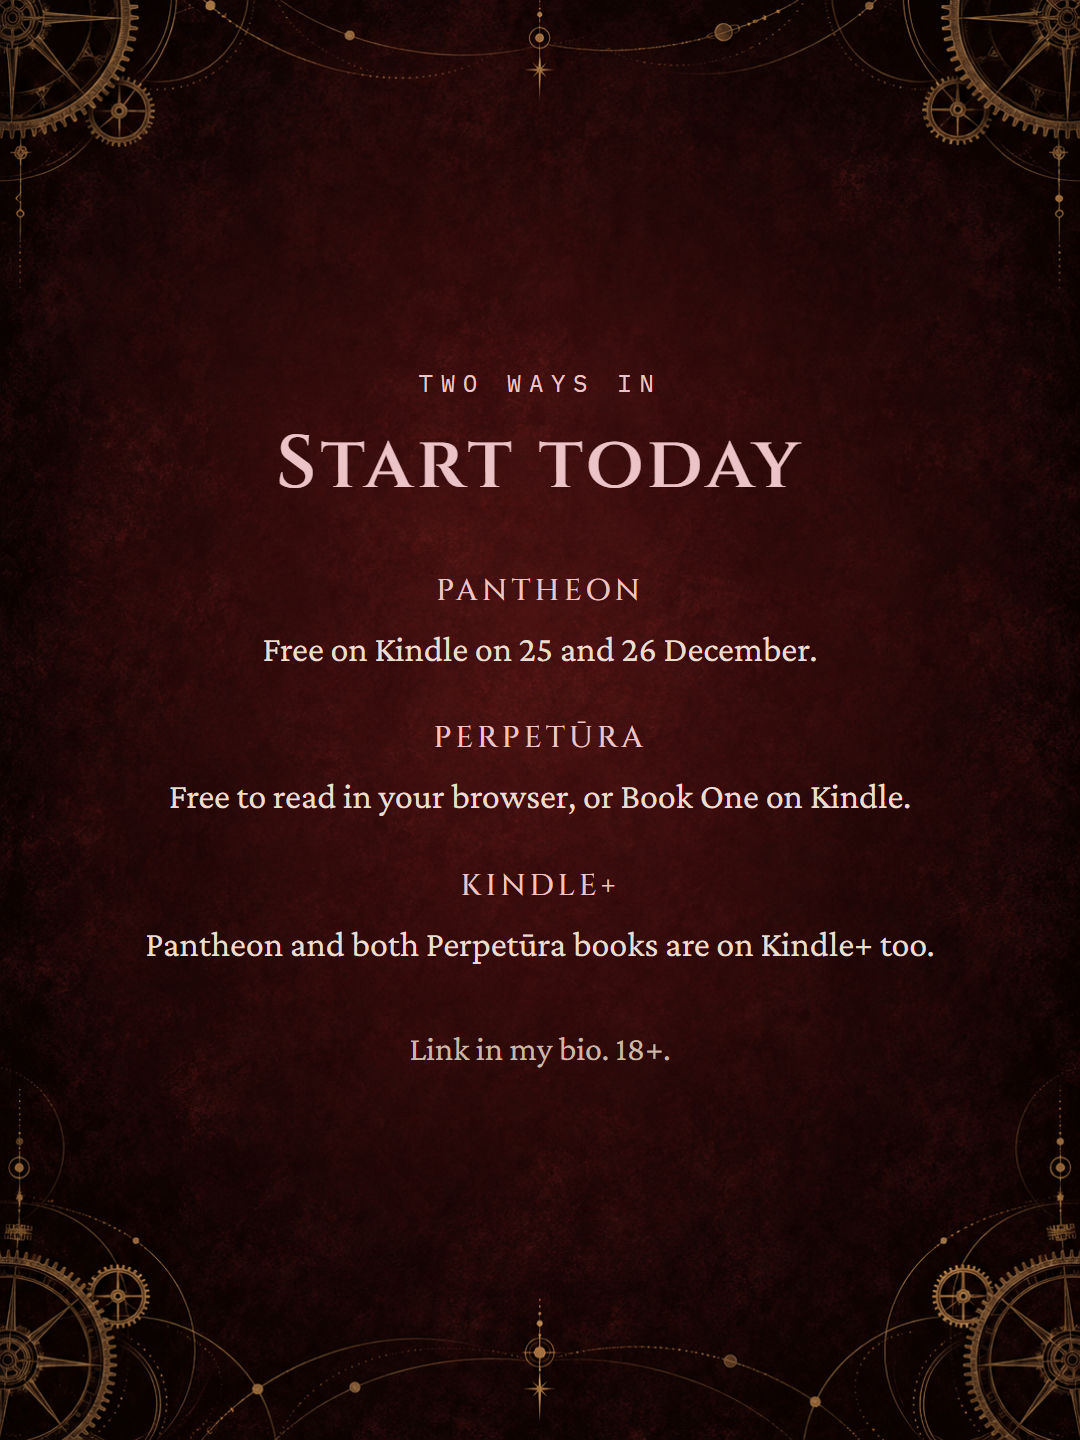 TWO WAYS IN
START TODAY
PANTHEON
Free on Kindle on 25 and 26 December.
PERPETŪRA
Free to read in your browser, or Book One on Kindle.
KINDLE+
Pantheon and both Perpetūra books are on Kindle+ too.
Link in my bio. 18+.